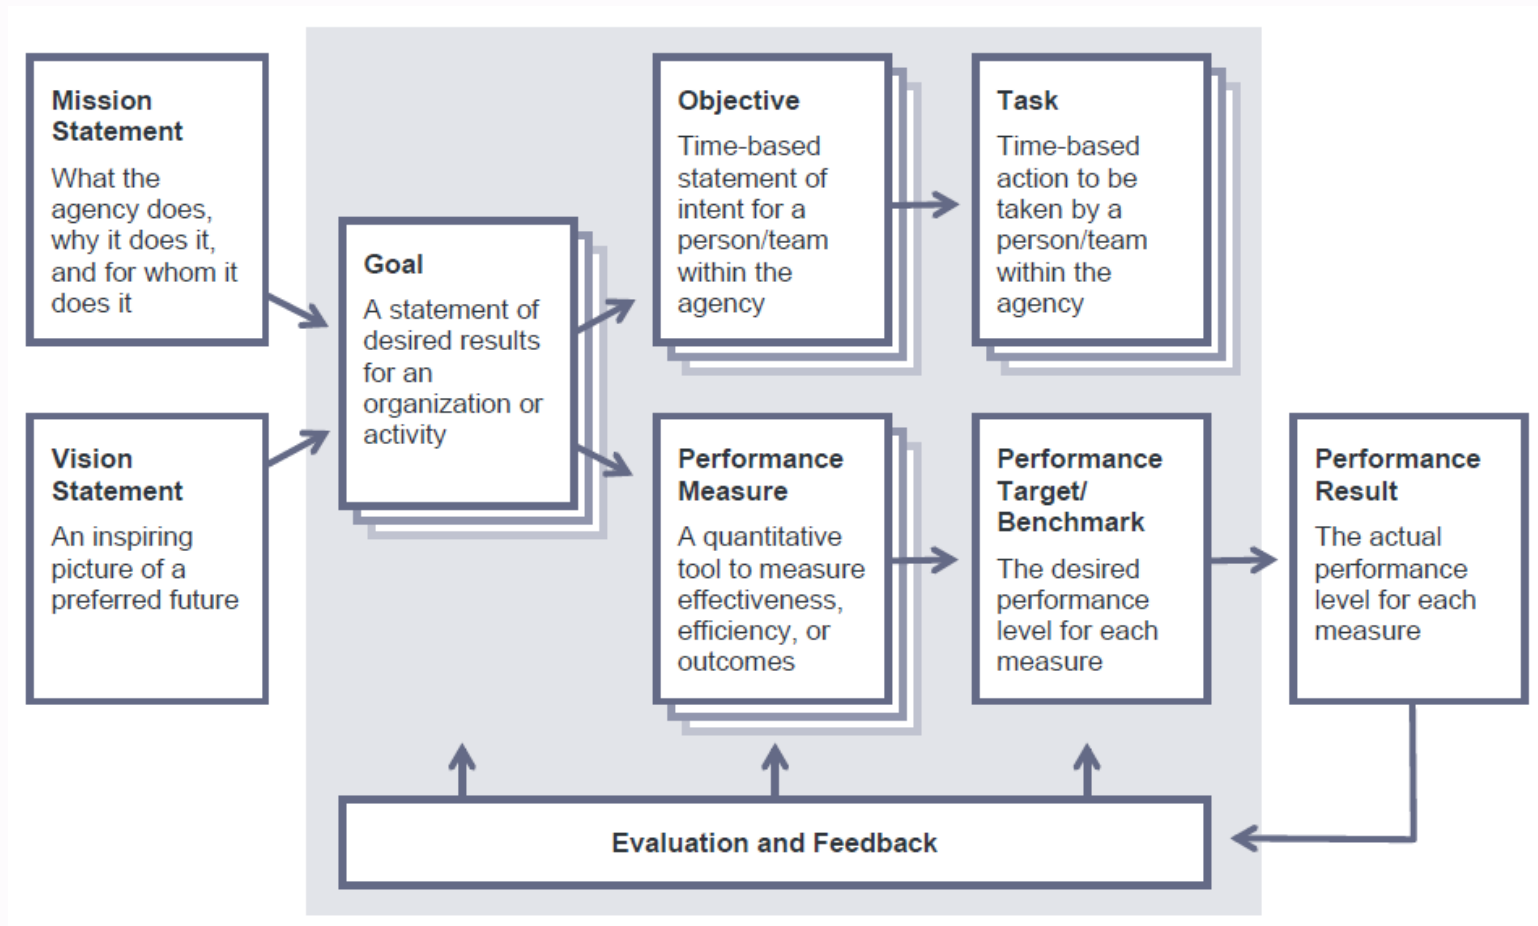 Mission
Statement
What the
agency does,
why it does it,
and for whom it
does it
Vision
Statement
An inspiring
picture of a
preferred future
Goal
A statement of
desired results
for an
organization or
activity
Objective
Time-based
statement of
intent for a
person/team
within the
agency
Task
Time-based
action to be
taken by a
person/team
within the
agency
Performance
Measure
A quantitative
tool to measure
effectiveness,
efficiency, or
outcomes
Performance
Target/
Benchmark
The desired
performance
level for each
measure
Performance
Result
The actual
performance
level for each
measure
Evaluation and Feedback